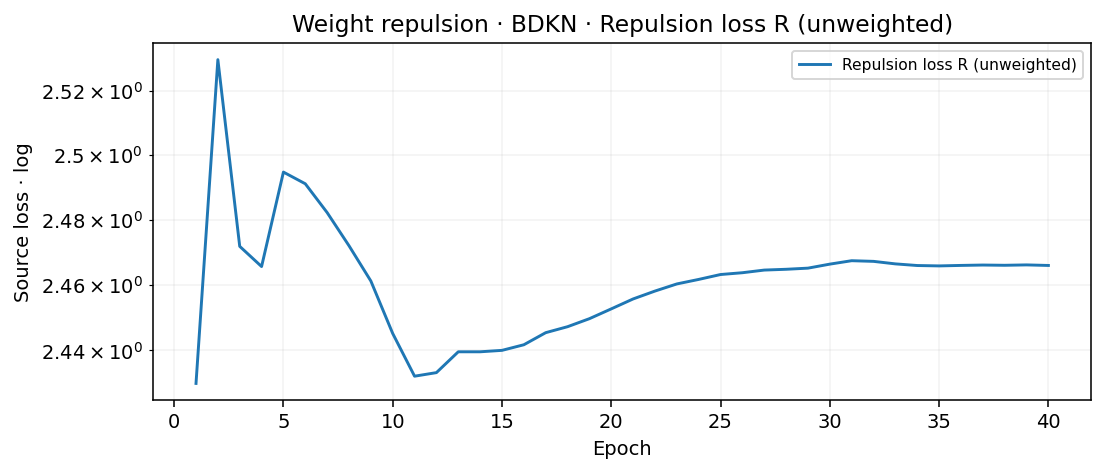 Weight repulsion · BDKN · Repulsion loss R (unweighted)
Repulsion loss R (unweighted)
Source loss · log
2.52 × 10⁰
2.5 × 10⁰
2.48 × 10⁰
2.46 × 10⁰
2.44 × 10⁰
0 5 10 15 20 25 30 35 40
Epoch